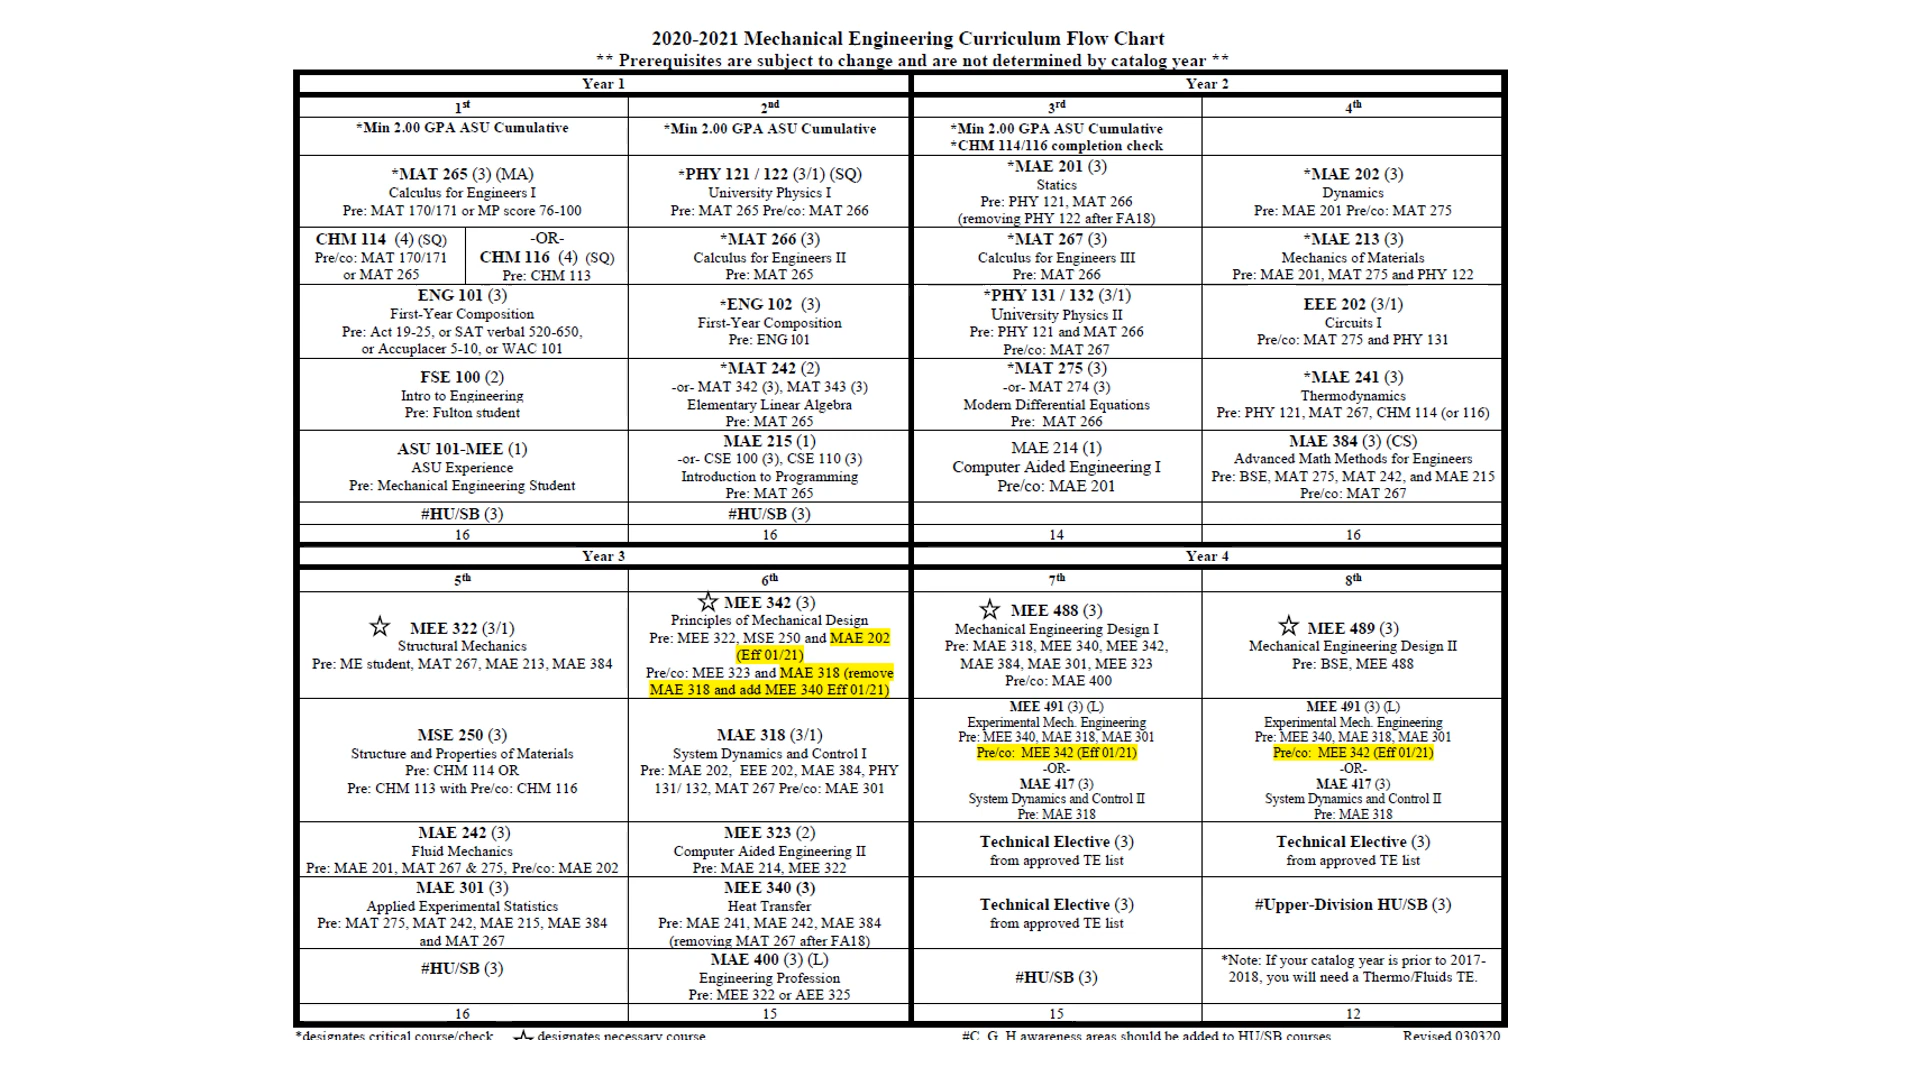 2020-2021 Mechanical Engineering Curriculum Flow Chart
** Prerequisites are subject to change and are not determined by catalog year **
Year 1
Year 2
1st
2nd
3rd
4th
*Min 2.00 GPA ASU Cumulative
*Min 2.00 GPA ASU Cumulative
*Min 2.00 GPA ASU Cumulative
*CHM 114/116 completion check
*MAT 265 (3) (MA)
Calculus for Engineers I
Pre: MAT 170/171 or MP score 76-100
*PHY 121 / 122 (3/1) (SQ)
University Physics I
Pre: MAT 265 Pre/co: MAT 266
*MAE 201 (3)
Statics
Pre: PHY 121, MAT 266
(removing PHY 122 after FA18)
*MAE 202 (3)
Dynamics
Pre: MAE 201 Pre/co: MAT 275
CHM 114 (4) (SQ)
Pre/co: MAT 170/171
or MAT 265
-OR-
CHM 116 (4) (SQ)
Pre: CHM 113
*MAT 266 (3)
Calculus for Engineers II
Pre: MAT 265
*MAT 267 (3)
Calculus for Engineers III
Pre: MAT 266
*MAE 213 (3)
Mechanics of Materials
Pre: MAE 201, MAT 275 and PHY 122
ENG 101 (3)
First-Year Composition
Pre: Act 19-25, or SAT verbal 520-650,
or Accuplacer 5-10, or WAC 101
*ENG 102 (3)
First-Year Composition
Pre: ENG 101
*PHY 131 / 132 (3/1)
University Physics II
Pre: PHY 121 and MAT 266
Pre/co: MAT 267
EEE 202 (3/1)
Circuits I
Pre/co: MAT 275 and PHY 131
FSE 100 (2)
Intro to Engineering
Pre: Fulton student
*MAT 242 (2)
-or- MAT 342 (3), MAT 343 (3)
Elementary Linear Algebra
Pre: MAT 265
*MAT 275 (3)
-or- MAT 274 (3)
Modern Differential Equations
Pre: MAT 266
*MAE 241 (3)
Thermodynamics
Pre: PHY 121, MAT 267, CHM 114 (or 116)
ASU 101-MEE (1)
ASU Experience
Pre: Mechanical Engineering Student
MAE 215 (1)
-or- CSE 100 (3), CSE 110 (3)
Introduction to Programming
Pre: MAT 265
MAE 214 (1)
Computer Aided Engineering I
Pre/co: MAE 201
MAE 384 (3) (CS)
Advanced Math Methods for Engineers
Pre: BSE, MAT 275, MAT 242, and MAE 215
Pre/co: MAT 267
#HU/SB (3)
#HU/SB (3)
16
16
14
16
Year 3
Year 4
5th
6th
7th
8th
☆ MEE 322 (3/1)
Structural Mechanics
Pre: ME student, MAT 267, MAE 213, MAE 384
☆ MEE 342 (3)
Principles of Mechanical Design
Pre: MEE 322, MSE 250 and MAE 202
(Eff 01/21)
Pre/co: MEE 323 and MAE 318 (remove
MAE 318 and add MEE 340 Eff 01/21)
☆ MEE 488 (3)
Mechanical Engineering Design I
Pre: MAE 318, MEE 340, MEE 342,
MAE 384, MAE 301, MEE 323
Pre/co: MAE 400
☆ MEE 489 (3)
Mechanical Engineering Design II
Pre: BSE, MEE 488
MSE 250 (3)
Structure and Properties of Materials
Pre: CHM 114 OR
Pre: CHM 113 with Pre/co: CHM 116
MAE 318 (3/1)
System Dynamics and Control I
Pre: MAE 202, EEE 202, MAE 384, PHY
131/ 132, MAT 267 Pre/co: MAE 301
MEE 491 (3) (L)
Experimental Mech. Engineering
Pre: MEE 340, MAE 318, MAE 301
Pre/co: MEE 342 (Eff 01/21)
-OR-
MAE 417 (3)
System Dynamics and Control II
Pre: MAE 318
MEE 491 (3) (L)
Experimental Mech. Engineering
Pre: MEE 340, MAE 318, MAE 301
Pre/co: MEE 342 (Eff 01/21)
-OR-
MAE 417 (3)
System Dynamics and Control II
Pre: MAE 318
MAE 242 (3)
Fluid Mechanics
Pre: MAE 201, MAT 267 & 275, Pre/co: MAE 202
MEE 323 (2)
Computer Aided Engineering II
Pre: MAE 214, MEE 322
Technical Elective (3)
from approved TE list
Technical Elective (3)
from approved TE list
MAE 301 (3)
Applied Experimental Statistics
Pre: MAT 275, MAT 242, MAE 215, MAE 384
and MAT 267
MEE 340 (3)
Heat Transfer
Pre: MAE 241, MAE 242, MAE 384
(removing MAT 267 after FA18)
Technical Elective (3)
from approved TE list
#Upper-Division HU/SB (3)
#HU/SB (3)
MAE 400 (3) (L)
Engineering Profession
Pre: MEE 322 or AEE 325
#HU/SB (3)
*Note: If your catalog year is prior to 2017-
2018, you will need a Thermo/Fluids TE.
16
15
15
12
*designates critical course/check ☆ designates necessary course #C, G, H awareness areas should be added to HU/SB courses Revised 030320